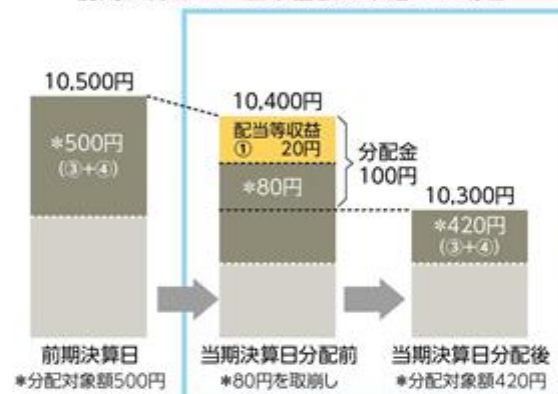 10,500円
*500円
(③+④)
10,400円
配当等収益
① 20円
*80円
分配金
100円
10,300円
*420円
(③+④)
前期決算日
*分配対象額500円
当期決算日分配前
*80円を取崩し
当期決算日分配後
*分配対象額420円